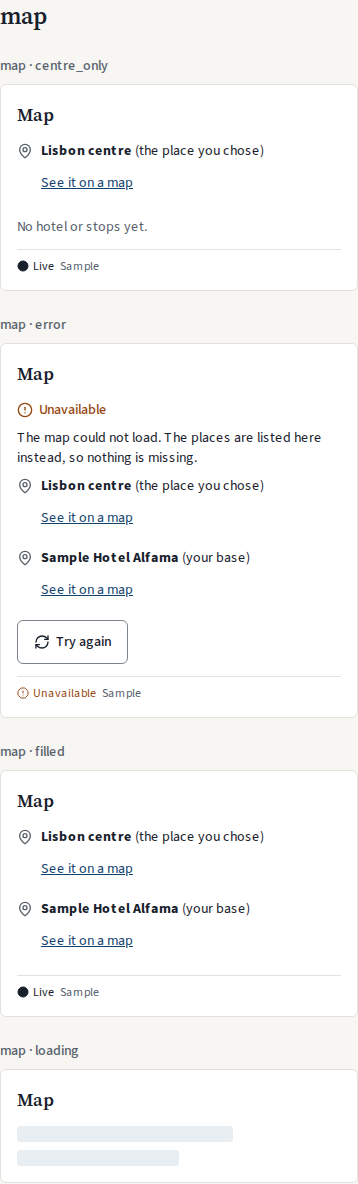 map
map · centre_only
Map
Lisbon centre (the place you chose)
See it on a map
No hotel or stops yet.
Live Sample
map · error
Map
Unavailable
The map could not load. The places are listed here
instead, so nothing is missing.
Lisbon centre (the place you chose)
See it on a map
Sample Hotel Alfama (your base)
See it on a map
Try again
Unavailable Sample
map · filled
Map
Lisbon centre (the place you chose)
See it on a map
Sample Hotel Alfama (your base)
See it on a map
Live Sample
map · loading
Map